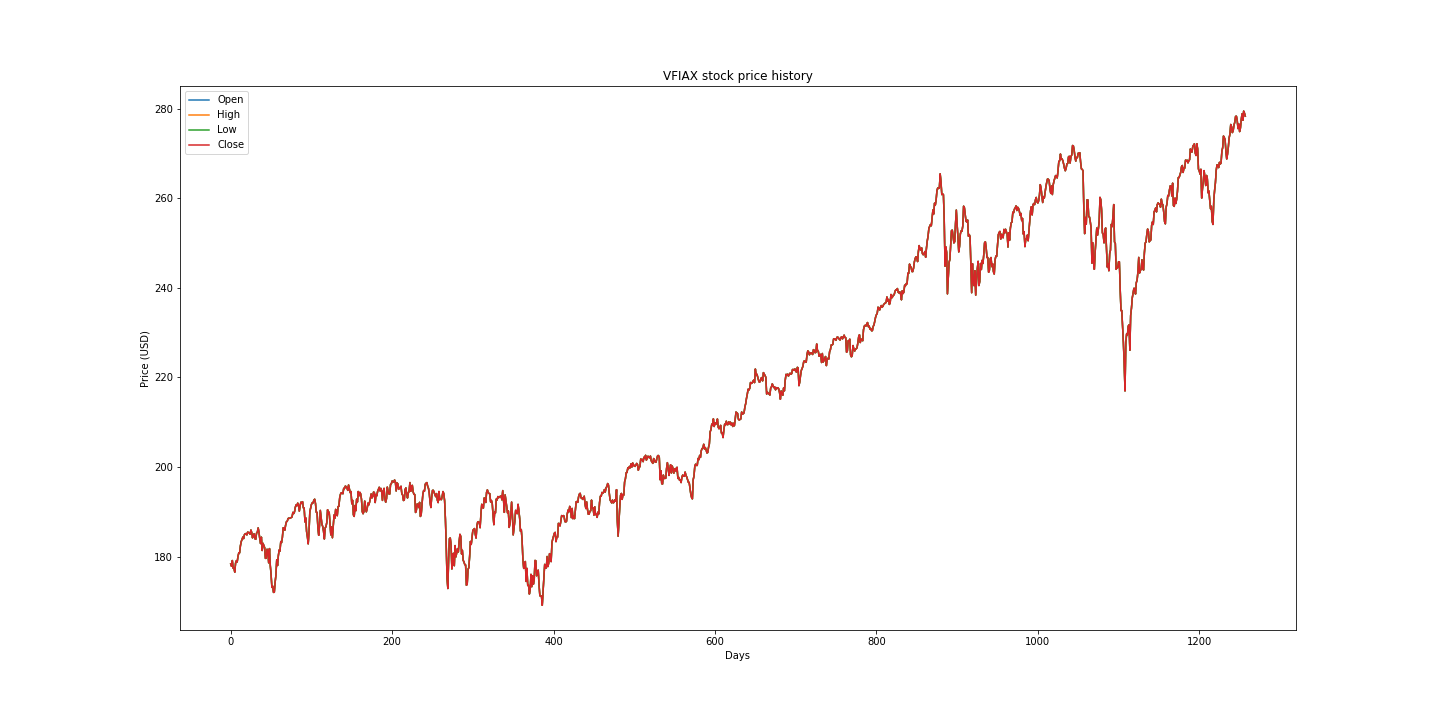 VFIAX stock price history
Open
High
Low
Close
280
260
240
220
200
180
Price (USD)
0 200 400 600 800 1000 1200
Days